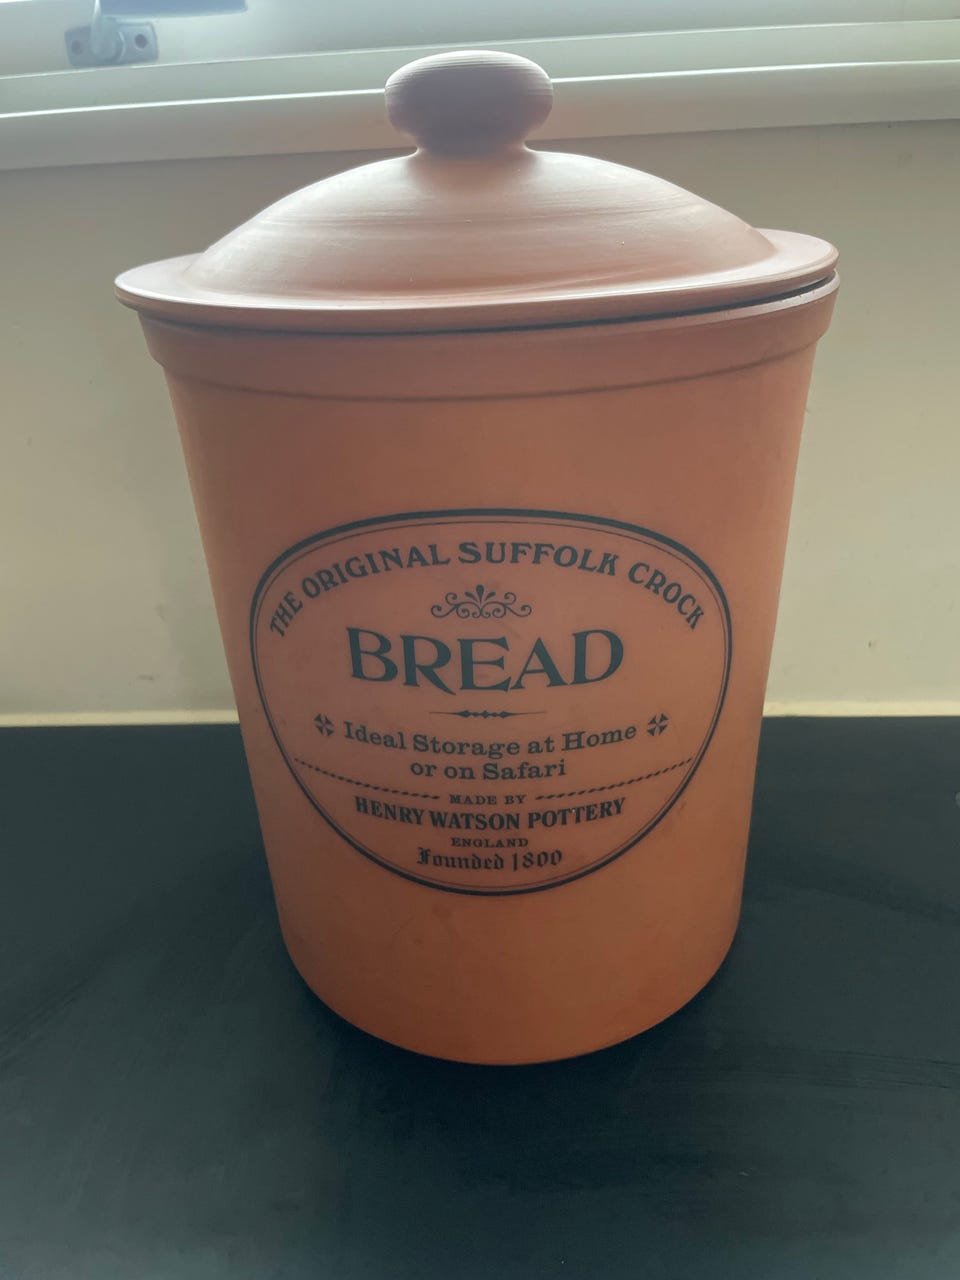 THE ORIGINAL SUFFOLK CROCK
BREAD
Ideal Storage at Home
or on Safari
MADE BY
HENRY WATSON POTTERY
ENGLAND
Founded 1800